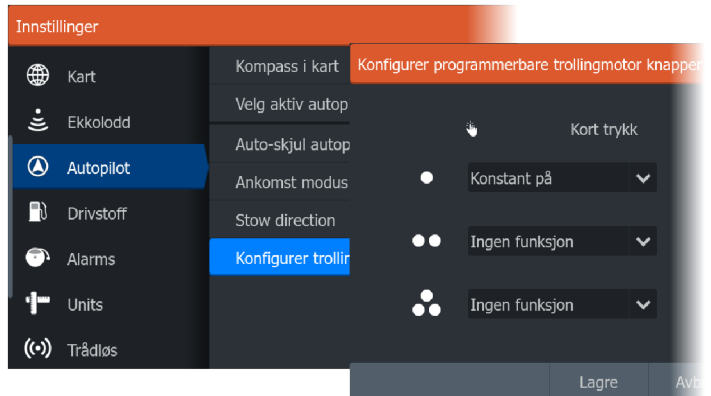 Innstillinger
Kart
Ekkolodd
Autopilot
Drivstoff
Alarms
Units
Trådløs
Kompass i kart
Velg aktiv autop
Auto-skjul autop
Ankomst modus
Stow direction
Konfigurer trollin
Konfigurer programmerbare trollingmotor knapper
Kort trykk
Konstant på
Ingen funksjon
Ingen funksjon
Lagre
Avb